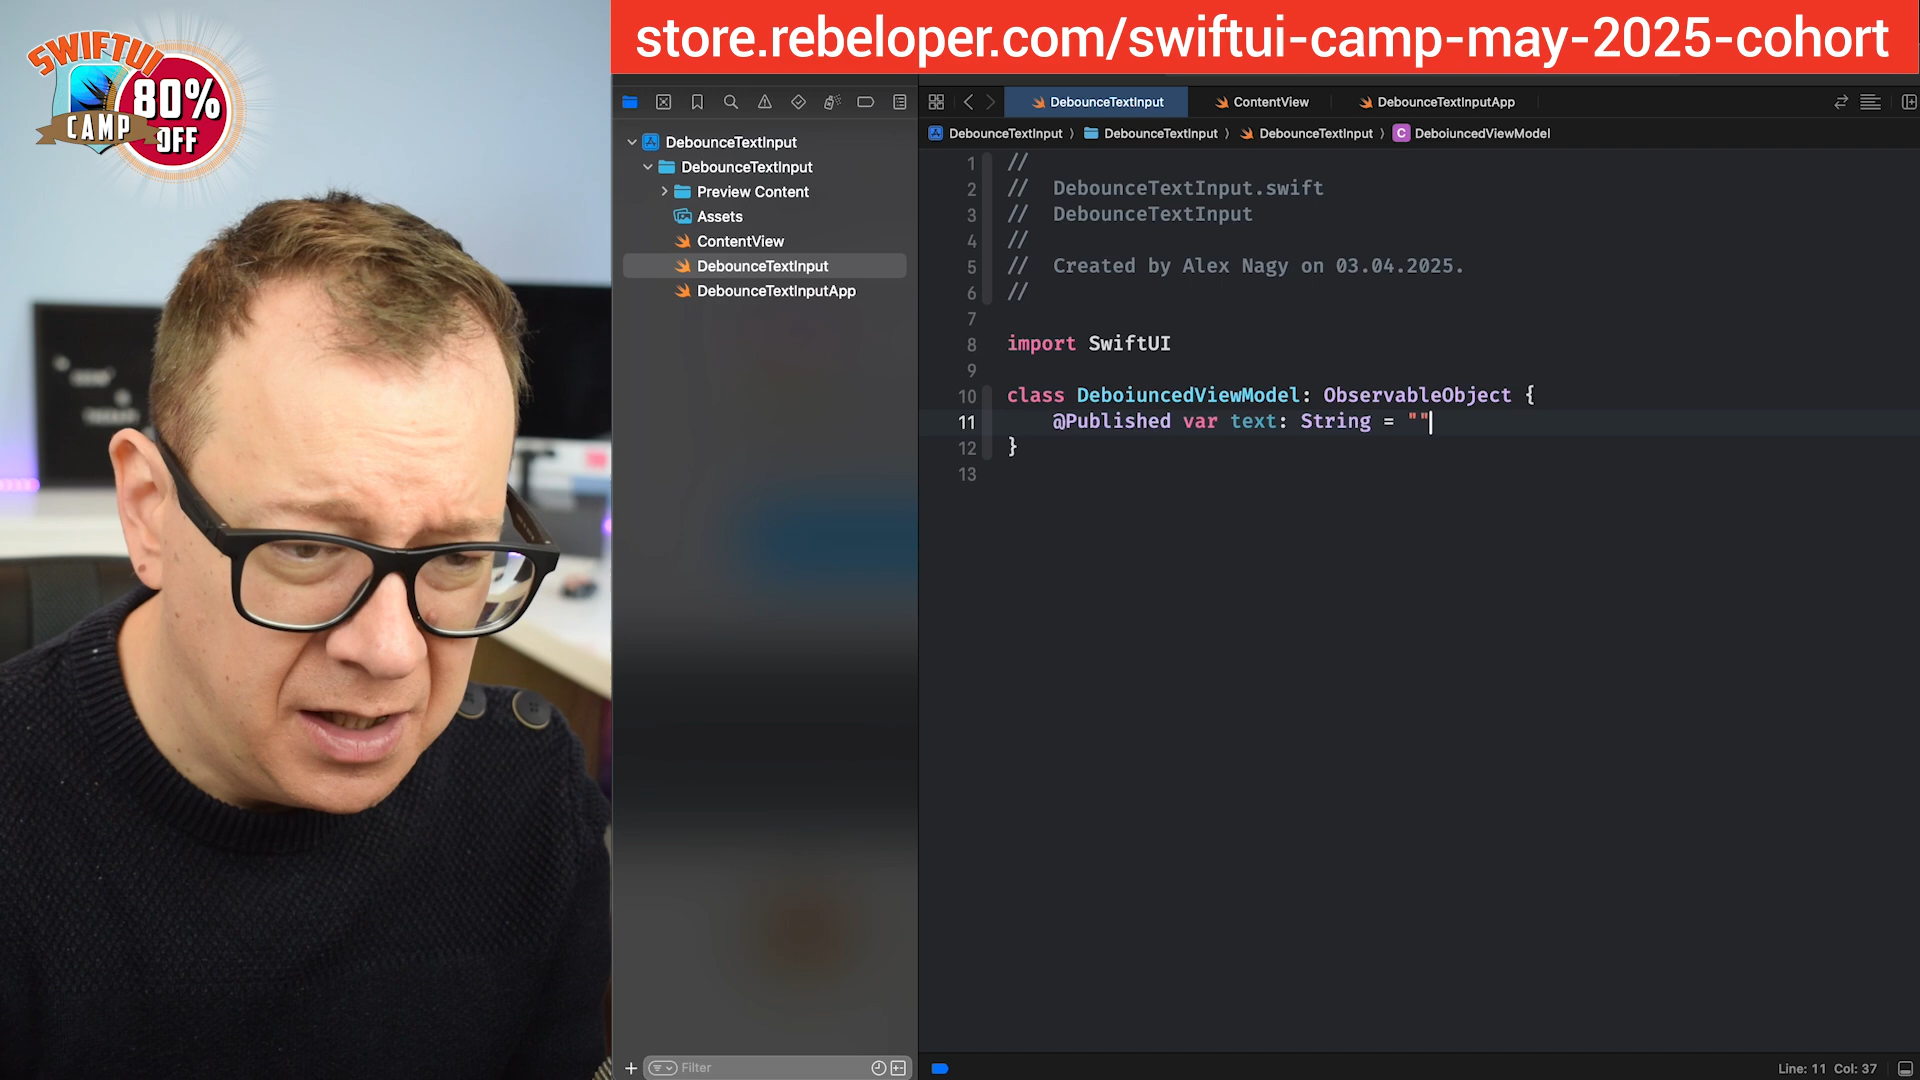 store.rebeloper.com/swiftui-camp-may-2025-cohort
SWIFTUI
CAMP
80%
OFF
DebounceTextInput
ContentView
DebounceTextInputApp
DebounceTextInput
DebounceTextInput
DebounceTextInput
DeboiuncedViewModel
DebounceTextInput
DebounceTextInput
Preview Content
Assets
ContentView
DebounceTextInput
DebounceTextInputApp
1 //
2 // DebounceTextInput.swift
3 // DebounceTextInput
4 //
5 // Created by Alex Nagy on 03.04.2025.
6 //
7
8 import SwiftUI
9
10 class DeboiuncedViewModel: ObservableObject {
11 @Published var text: String = ""
12 }
13
Filter
Line: 11 Col: 37